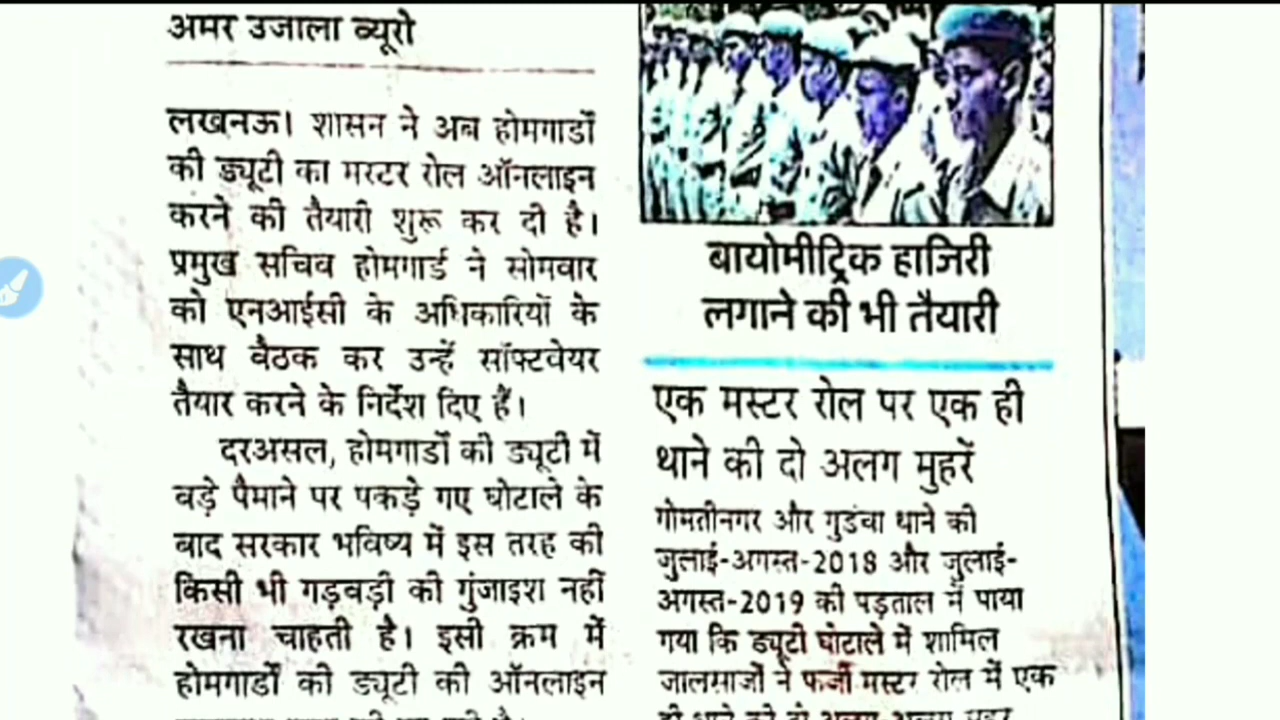 अमर उजाला ब्यूरो
लखनऊ। शासन ने अब होमगार्डों
की ड्यूटी का मस्टर रोल ऑनलाइन
करने की तैयारी शुरू कर दी है।
प्रमुख सचिव होमगार्ड ने सोमवार
को एनआईसी के अधिकारियों के
साथ बैठक कर उन्हें सॉफ्टवेयर
तैयार करने के निर्देश दिए हैं।
दरअसल, होमगार्डों की ड्यूटी में
बड़े पैमाने पर पकड़े गए घोटाले के
बाद सरकार भविष्य में इस तरह की
किसी भी गड़बड़ी की गुंजाइश नहीं
रखना चाहती है। इसी क्रम में
होमगार्डों की ड्यूटी की ऑनलाइन
बायोमीट्रिक हाजिरी
लगाने की भी तैयारी
एक मस्टर रोल पर एक ही
थाने की दो अलग मुहरें
गोमतीनगर और गुडंबा थाने की
जुलाई-अगस्त-2018 और जुलाई-
अगस्त-2019 की पड़ताल में पाया
गया कि ड्यूटी घोटाले में शामिल
जालसाजों ने फर्जी मस्टर रोल में एक